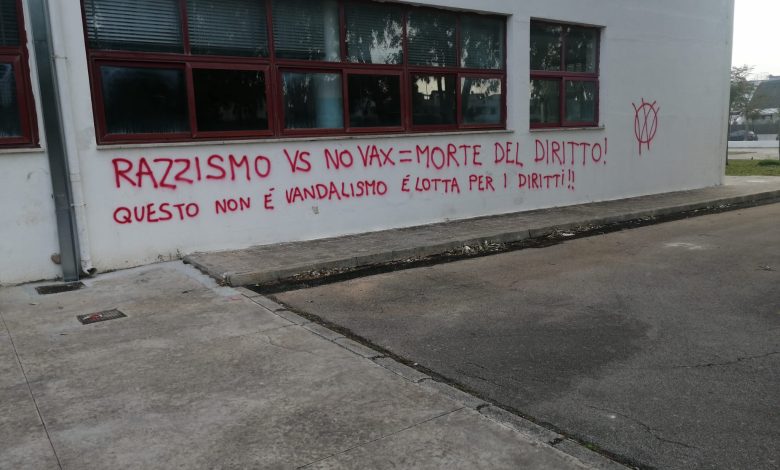 RAZZISMO VS NO VAX = MORTE DEL DIRITTO!
QUESTO NON É VANDALISMO É LOTTA PER I DIRITTI!!